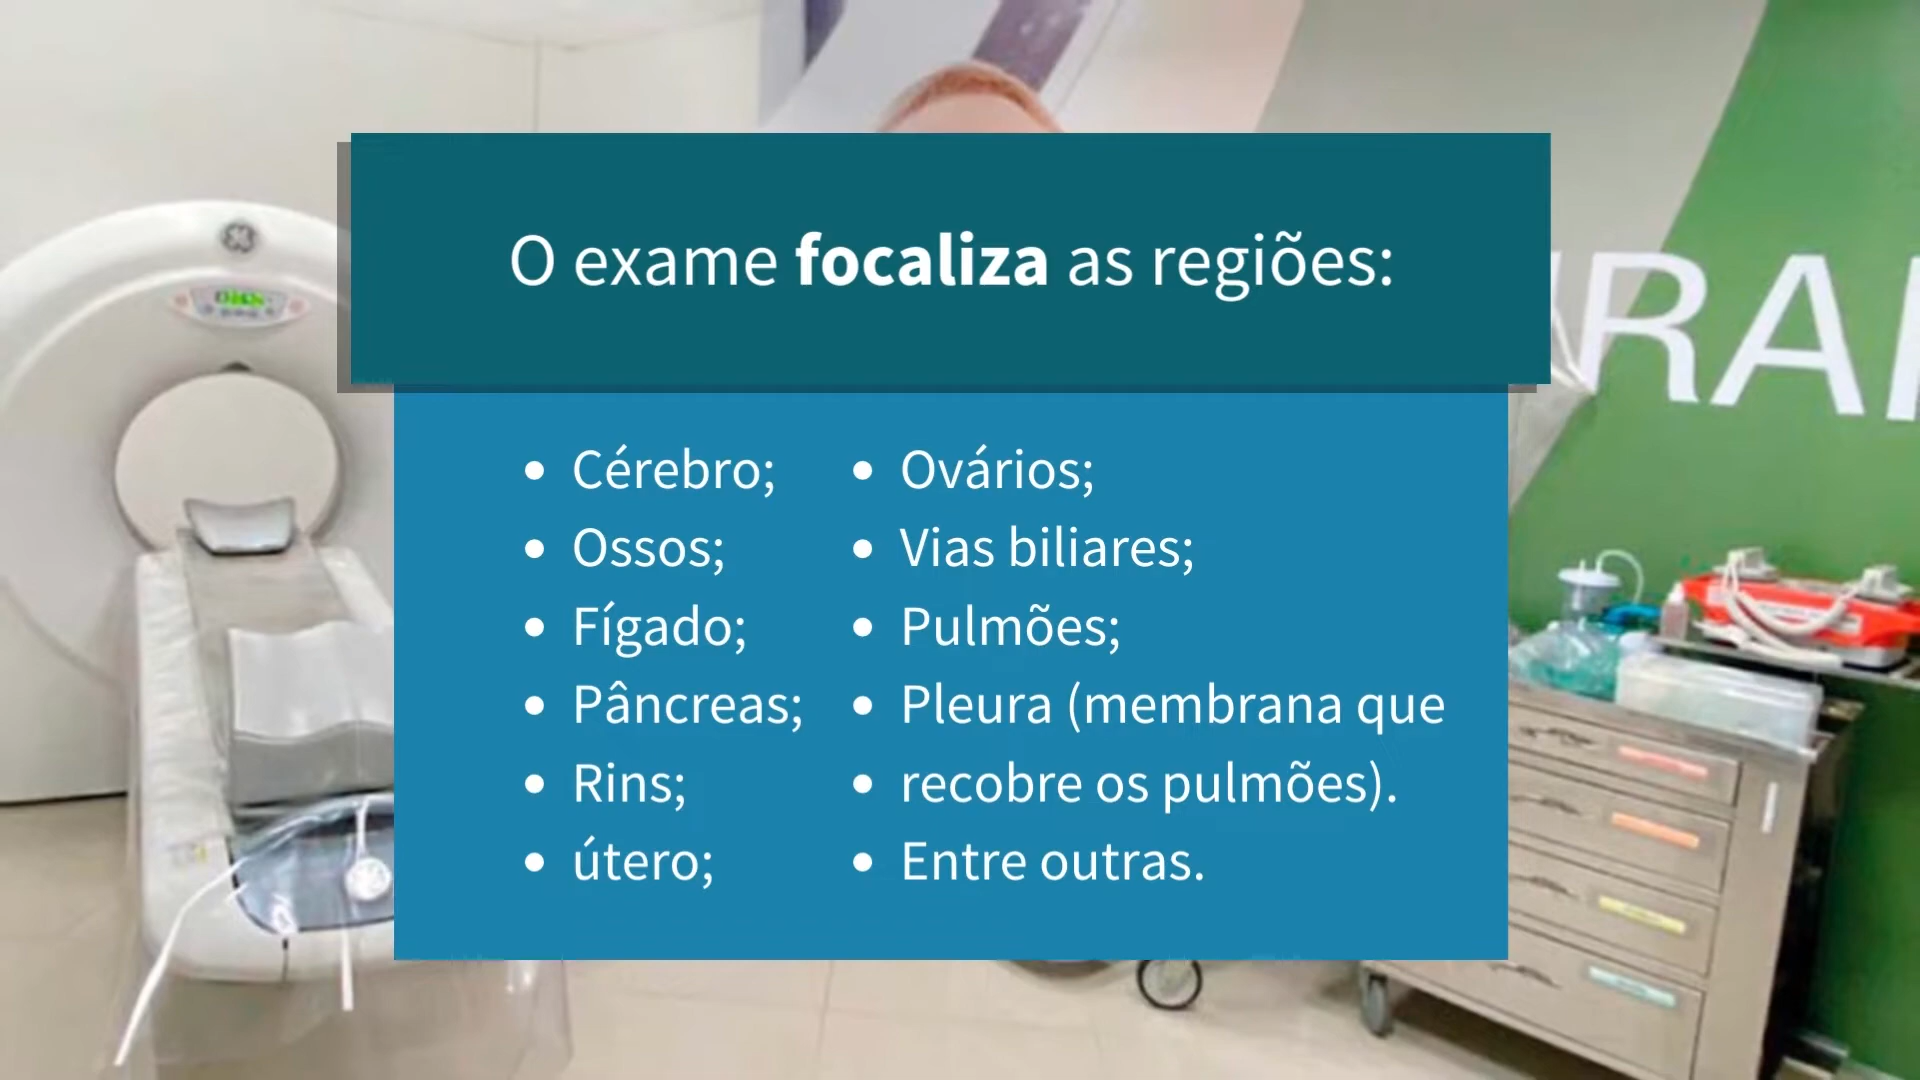 O exame focaliza as regiões:
• Cérebro;
• Ossos;
• Fígado;
• Pâncreas;
• Rins;
• útero;
• Ovários;
• Vias biliares;
• Pulmões;
• Pleura (membrana que
• recobre os pulmões).
• Entre outras.
RA